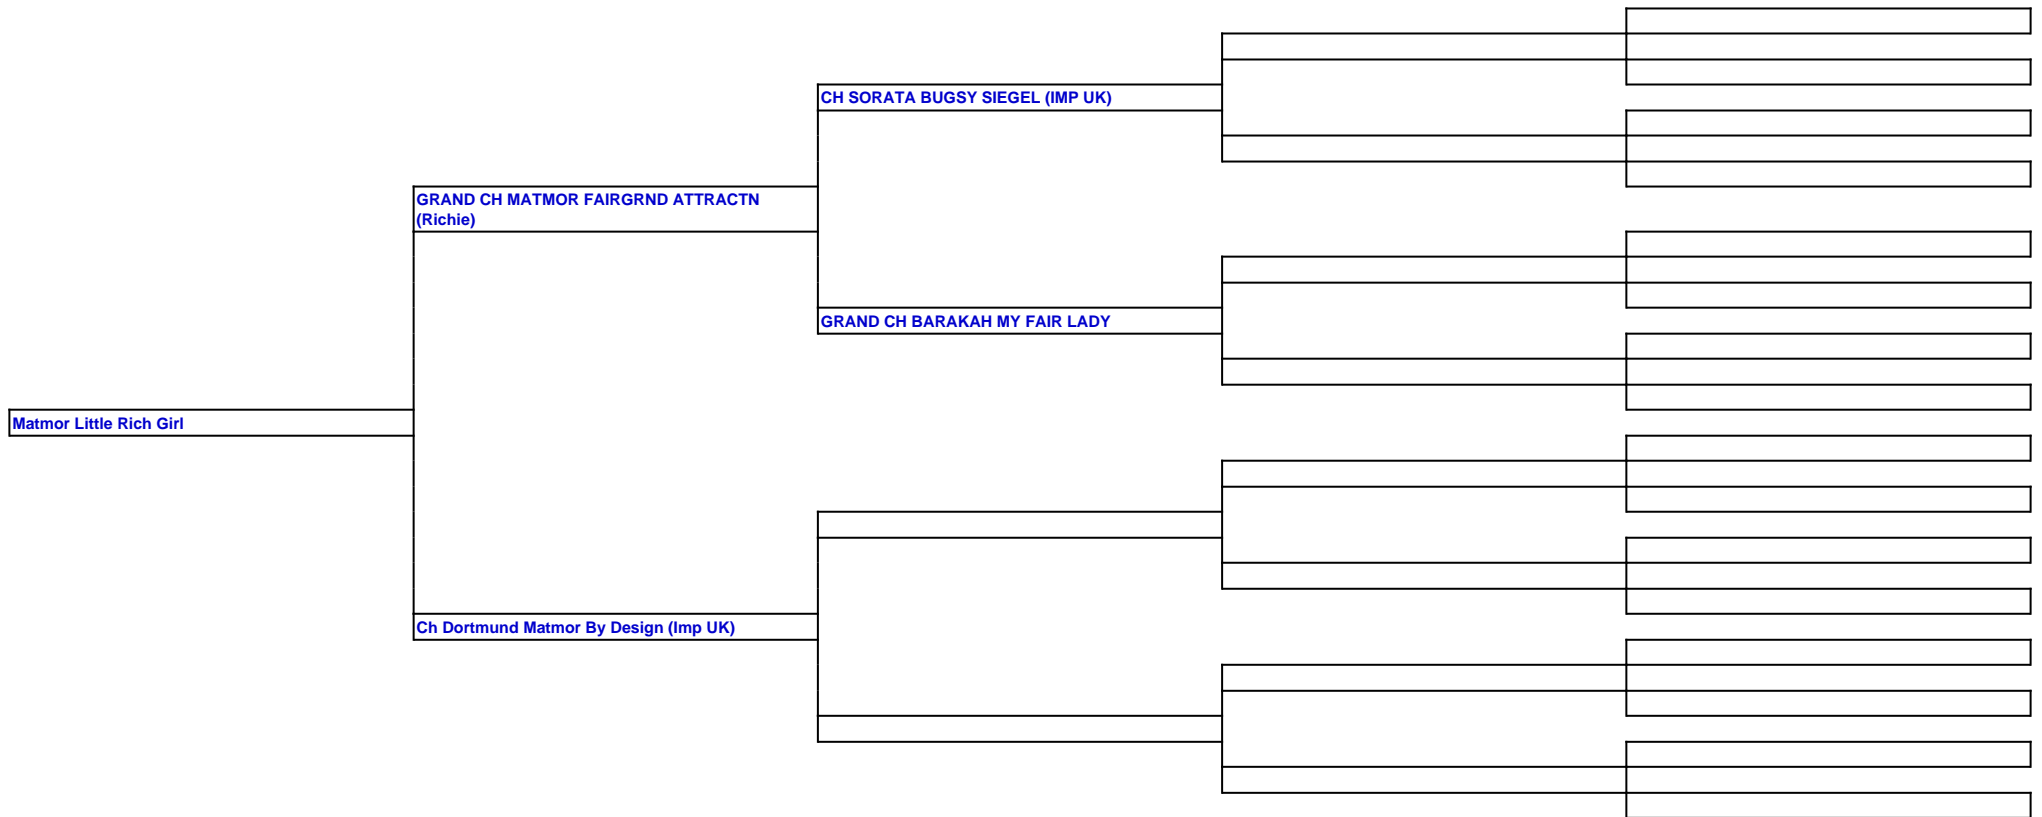 CH SORATA BUGSY SIEGEL (IMP UK)
GRAND CH MATMOR FAIRGRND ATTRACTN
(Richie)
GRAND CH BARAKAH MY FAIR LADY
Matmor Little Rich Girl
Ch Dortmund Matmor By Design (Imp UK)